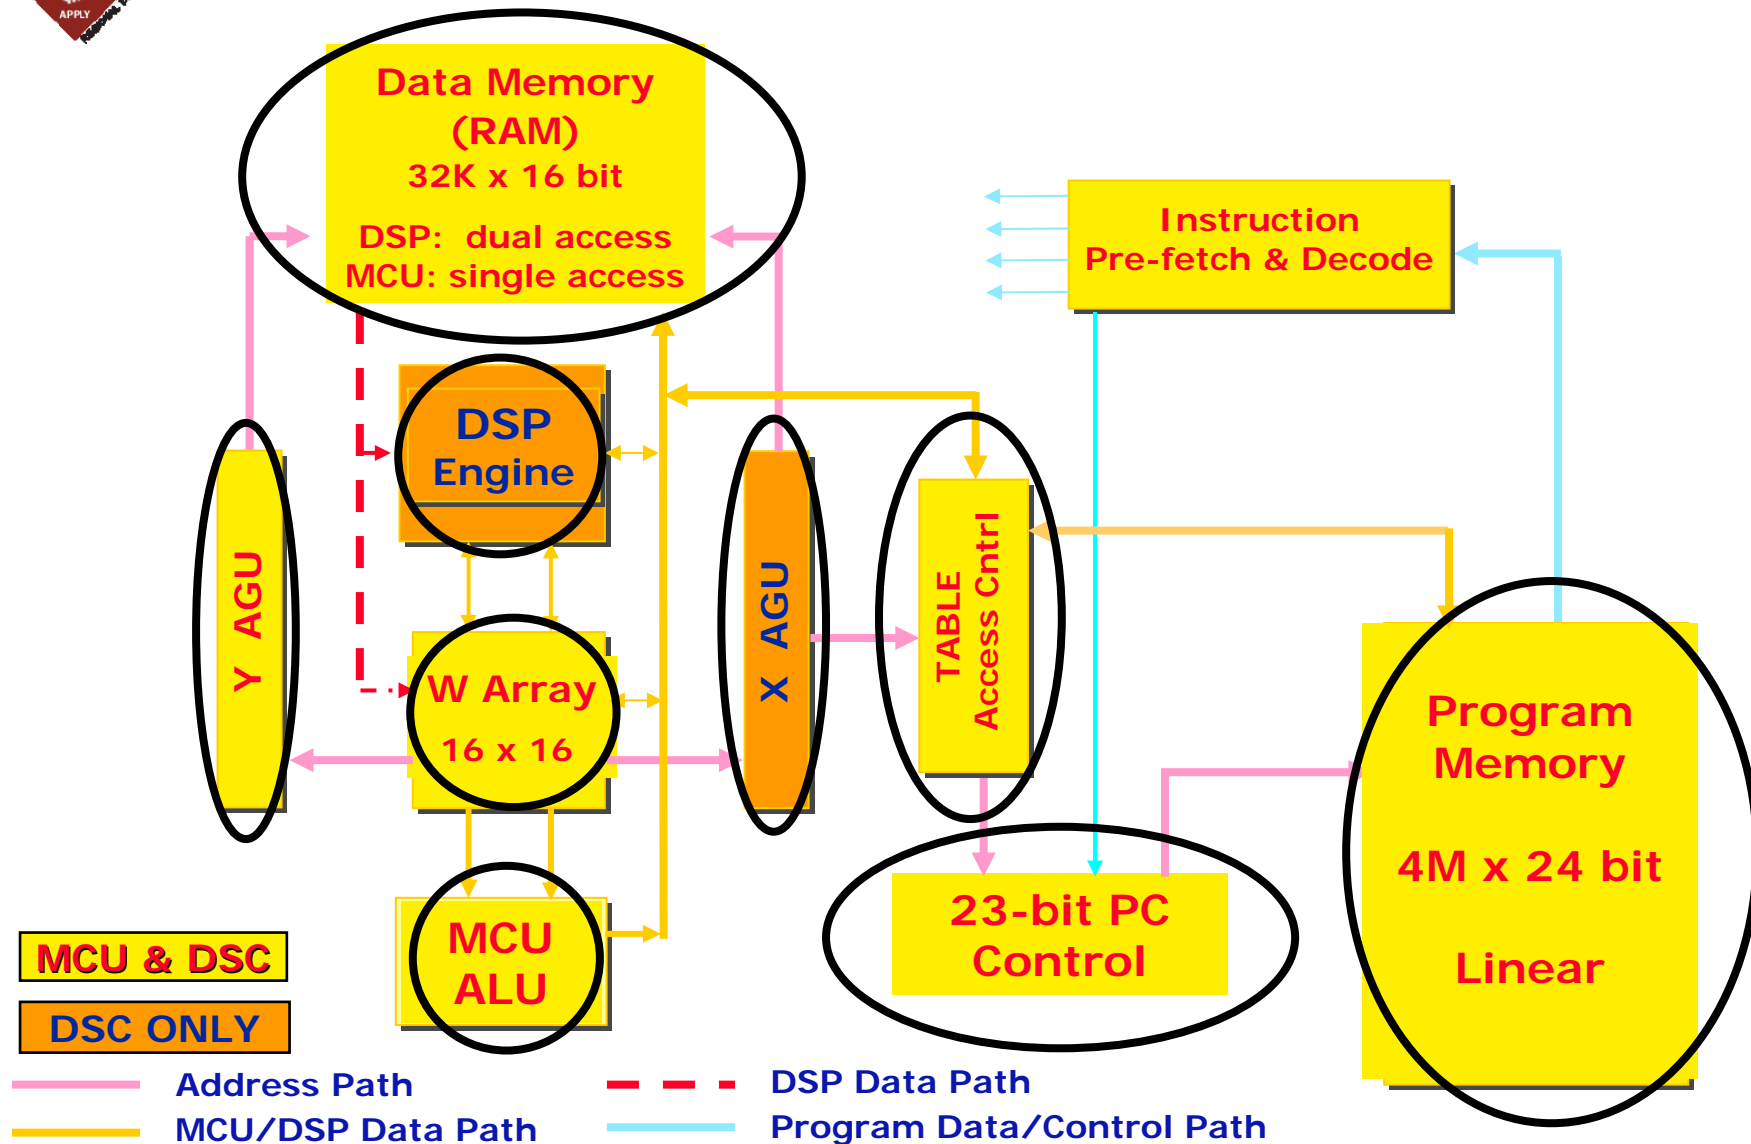 APPLY
Data Memory
(RAM)
32K x 16 bit
DSP: dual access
MCU: single access
Instruction
Pre-fetch & Decode
DSP
Engine
Y AGU
X AGU
TABLE
Access Cntrl
W Array
16 x 16
Program
Memory
4M x 24 bit
Linear
23-bit PC
Control
MCU
ALU
MCU & DSC
DSC ONLY
Address Path
DSP Data Path
MCU/DSP Data Path
Program Data/Control Path